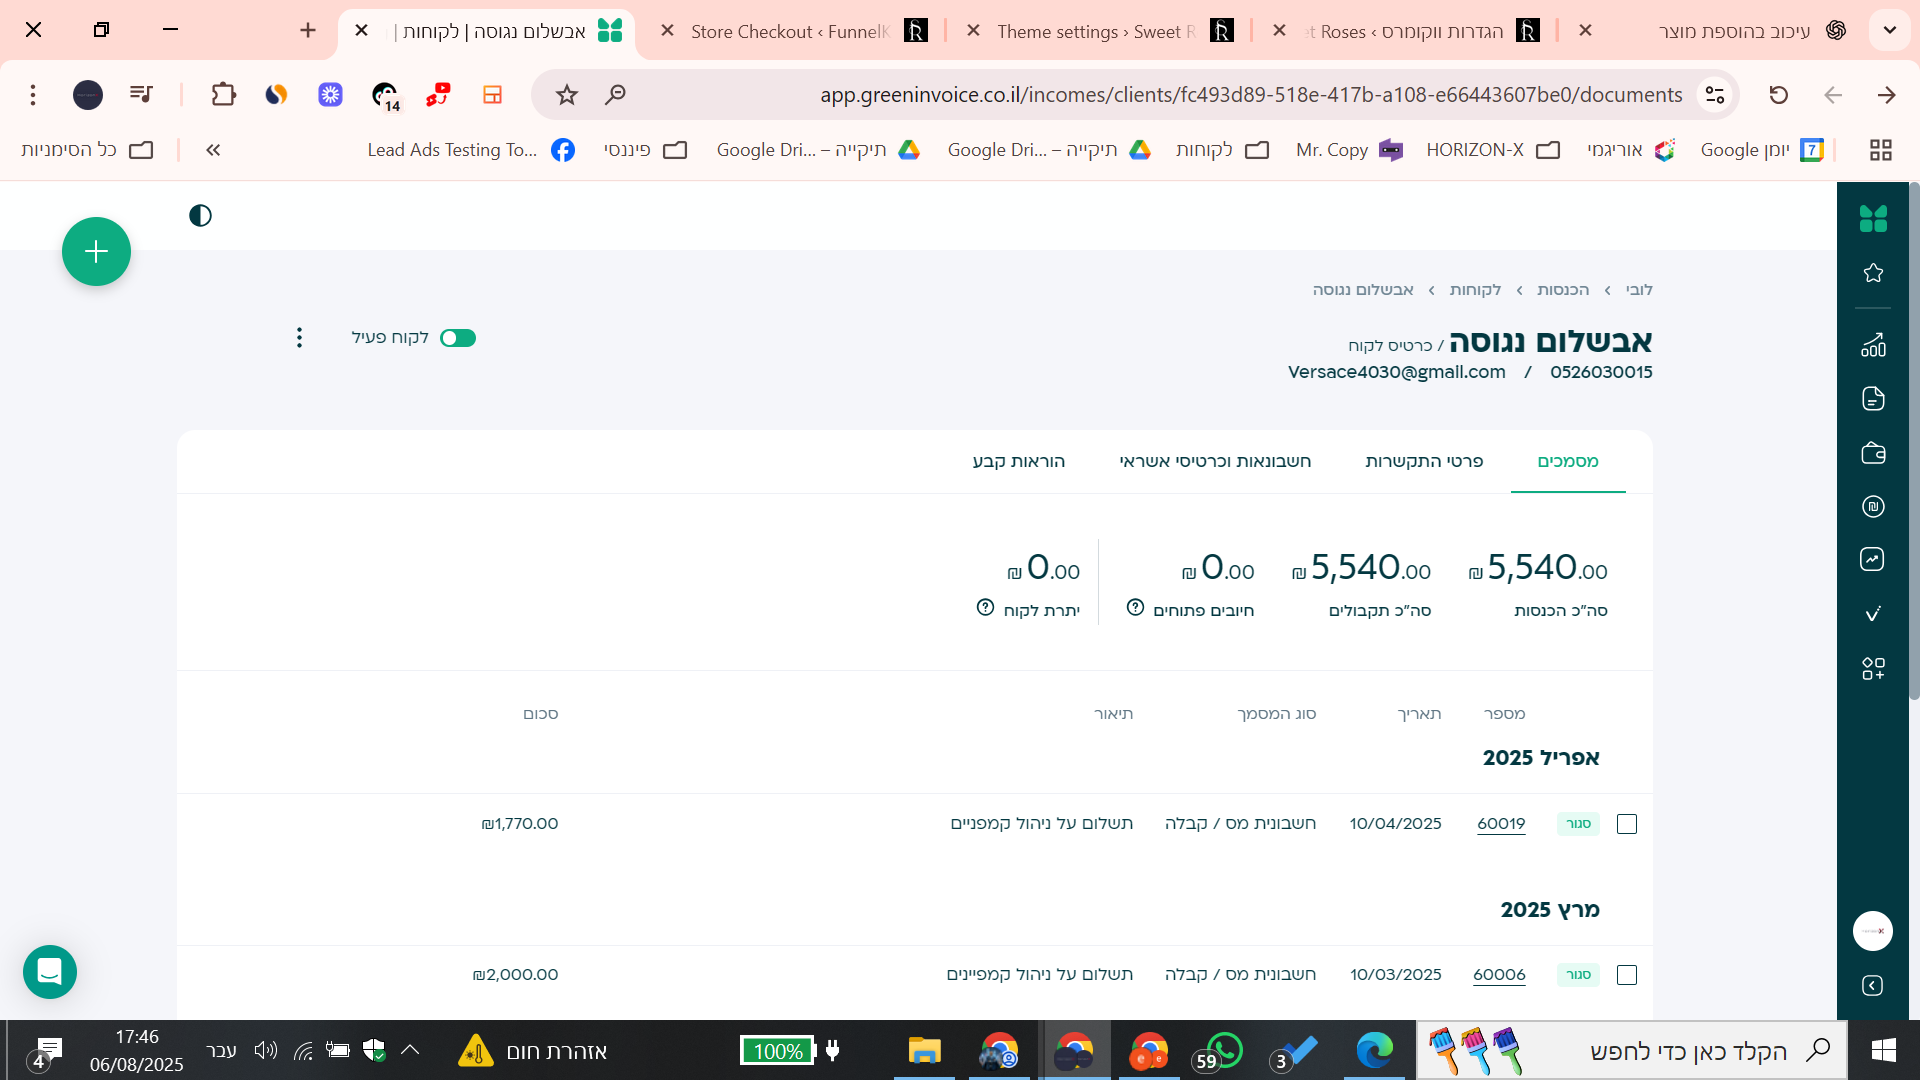 עיכוב בהוספת מוצר
הגדרות ווקומרס ‹ et Roses
Theme settings ‹ Sweet R
Store Checkout ‹ FunnelK
אבשלום נגוסה | לקוחות |
app.greeninvoice.co.il/incomes/clients/fc493d89-518e-417b-a108-e66443607be0/documents
14
יומן Google
7
אוריגמי
HORIZON-X
Mr. Copy
לקוחות
תיקייה – ...Google Dri
תיקייה – ...Google Dri
פיננסי
Lead Ads Testing To...
»
כל הסימניות
לובי › הכנסות › לקוחות › אבשלום נגוסה
אבשלום נגוסה / כרטיס לקוח
לקוח פעיל
0526030015 / Versace4030@gmail.com
מסמכים
פרטי התקשרות
חשבונאות וכרטיסי אשראי
הוראות קבע
5,540.00 ₪
5,540.00 ₪
0.00 ₪
0.00 ₪
סה"כ הכנסות
סה"כ תקבולים
חיובים פתוחים
יתרת לקוח
מספר
תאריך
סוג המסמך
תיאור
סכום
אפריל 2025
סגור 60019 10/04/2025 חשבונית מס / קבלה תשלום על ניהול קמפניים ₪1,770.00
מרץ 2025
סגור 60006 10/03/2025 חשבונית מס / קבלה תשלום על ניהול קמפיינים ₪2,000.00
הקלד כאן כדי לחפש
3
59
100%
אזהרת חום
עבר
17:46
06/08/2025
4